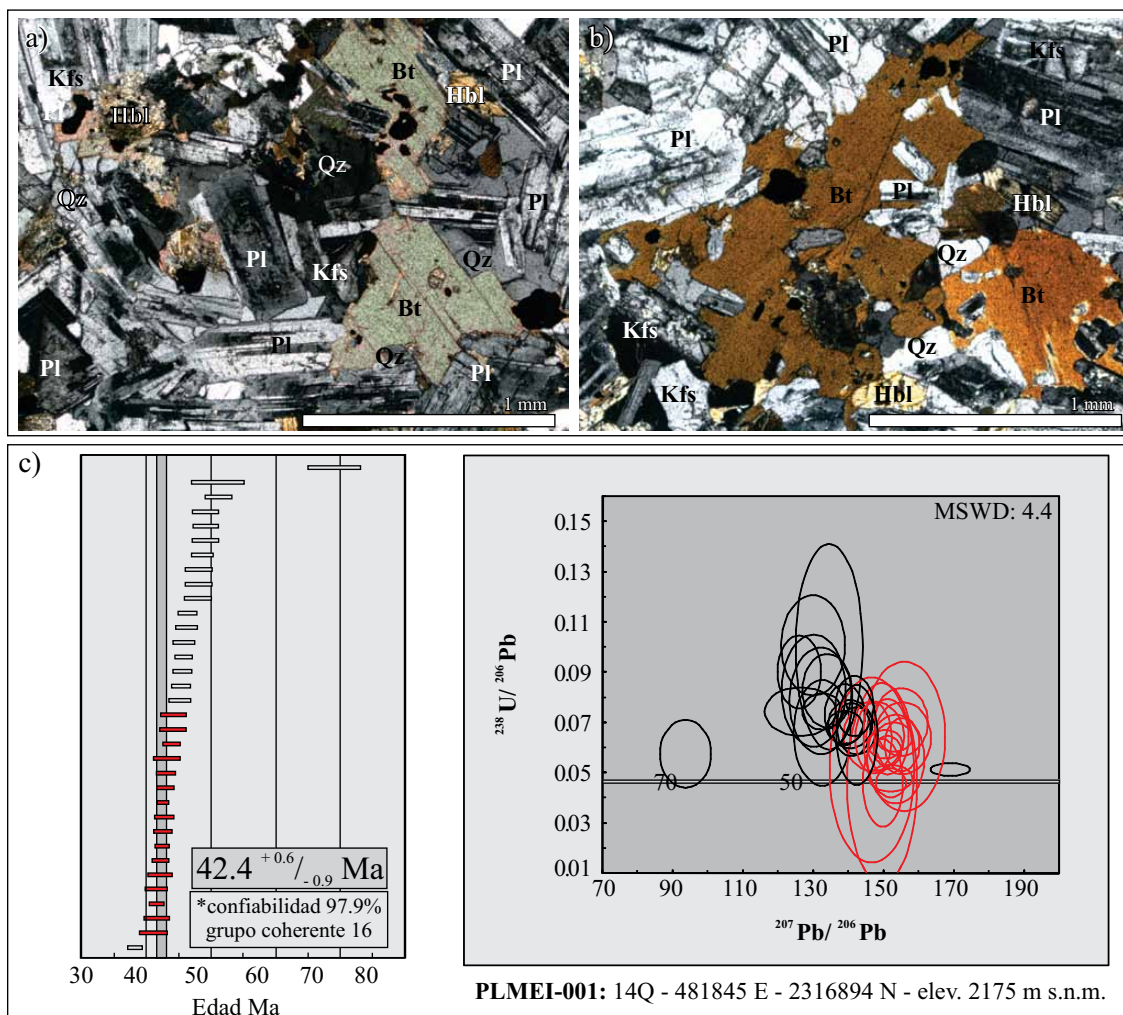 a)
Kfs
Hbl
Bt
Hbl
Pl
Qz
Qz
Pl
Pl
Kfs
Qz
Bt
Pl
Qz
Pl
Pl
1 mm
b)
Pl
Kfs
Pl
Pl
Bt
Pl
Hbl
Qz
Bt
Kfs
Qz
Kfs
Hbl
1 mm
c)
42.4 +0.6/-0.9 Ma
*confiabilidad 97.9%
grupo coherente 16
30 40 50 60 70 80
Edad Ma
MSWD: 4.4
0.15
0.13
0.11
0.09
0.07
0.05
0.03
0.01
238U/ 206Pb
70 50
70 90 110 130 150 170 190
207Pb/ 206Pb
PLMEI-001: 14Q - 481845 E - 2316894 N - elev. 2175 m s.n.m.